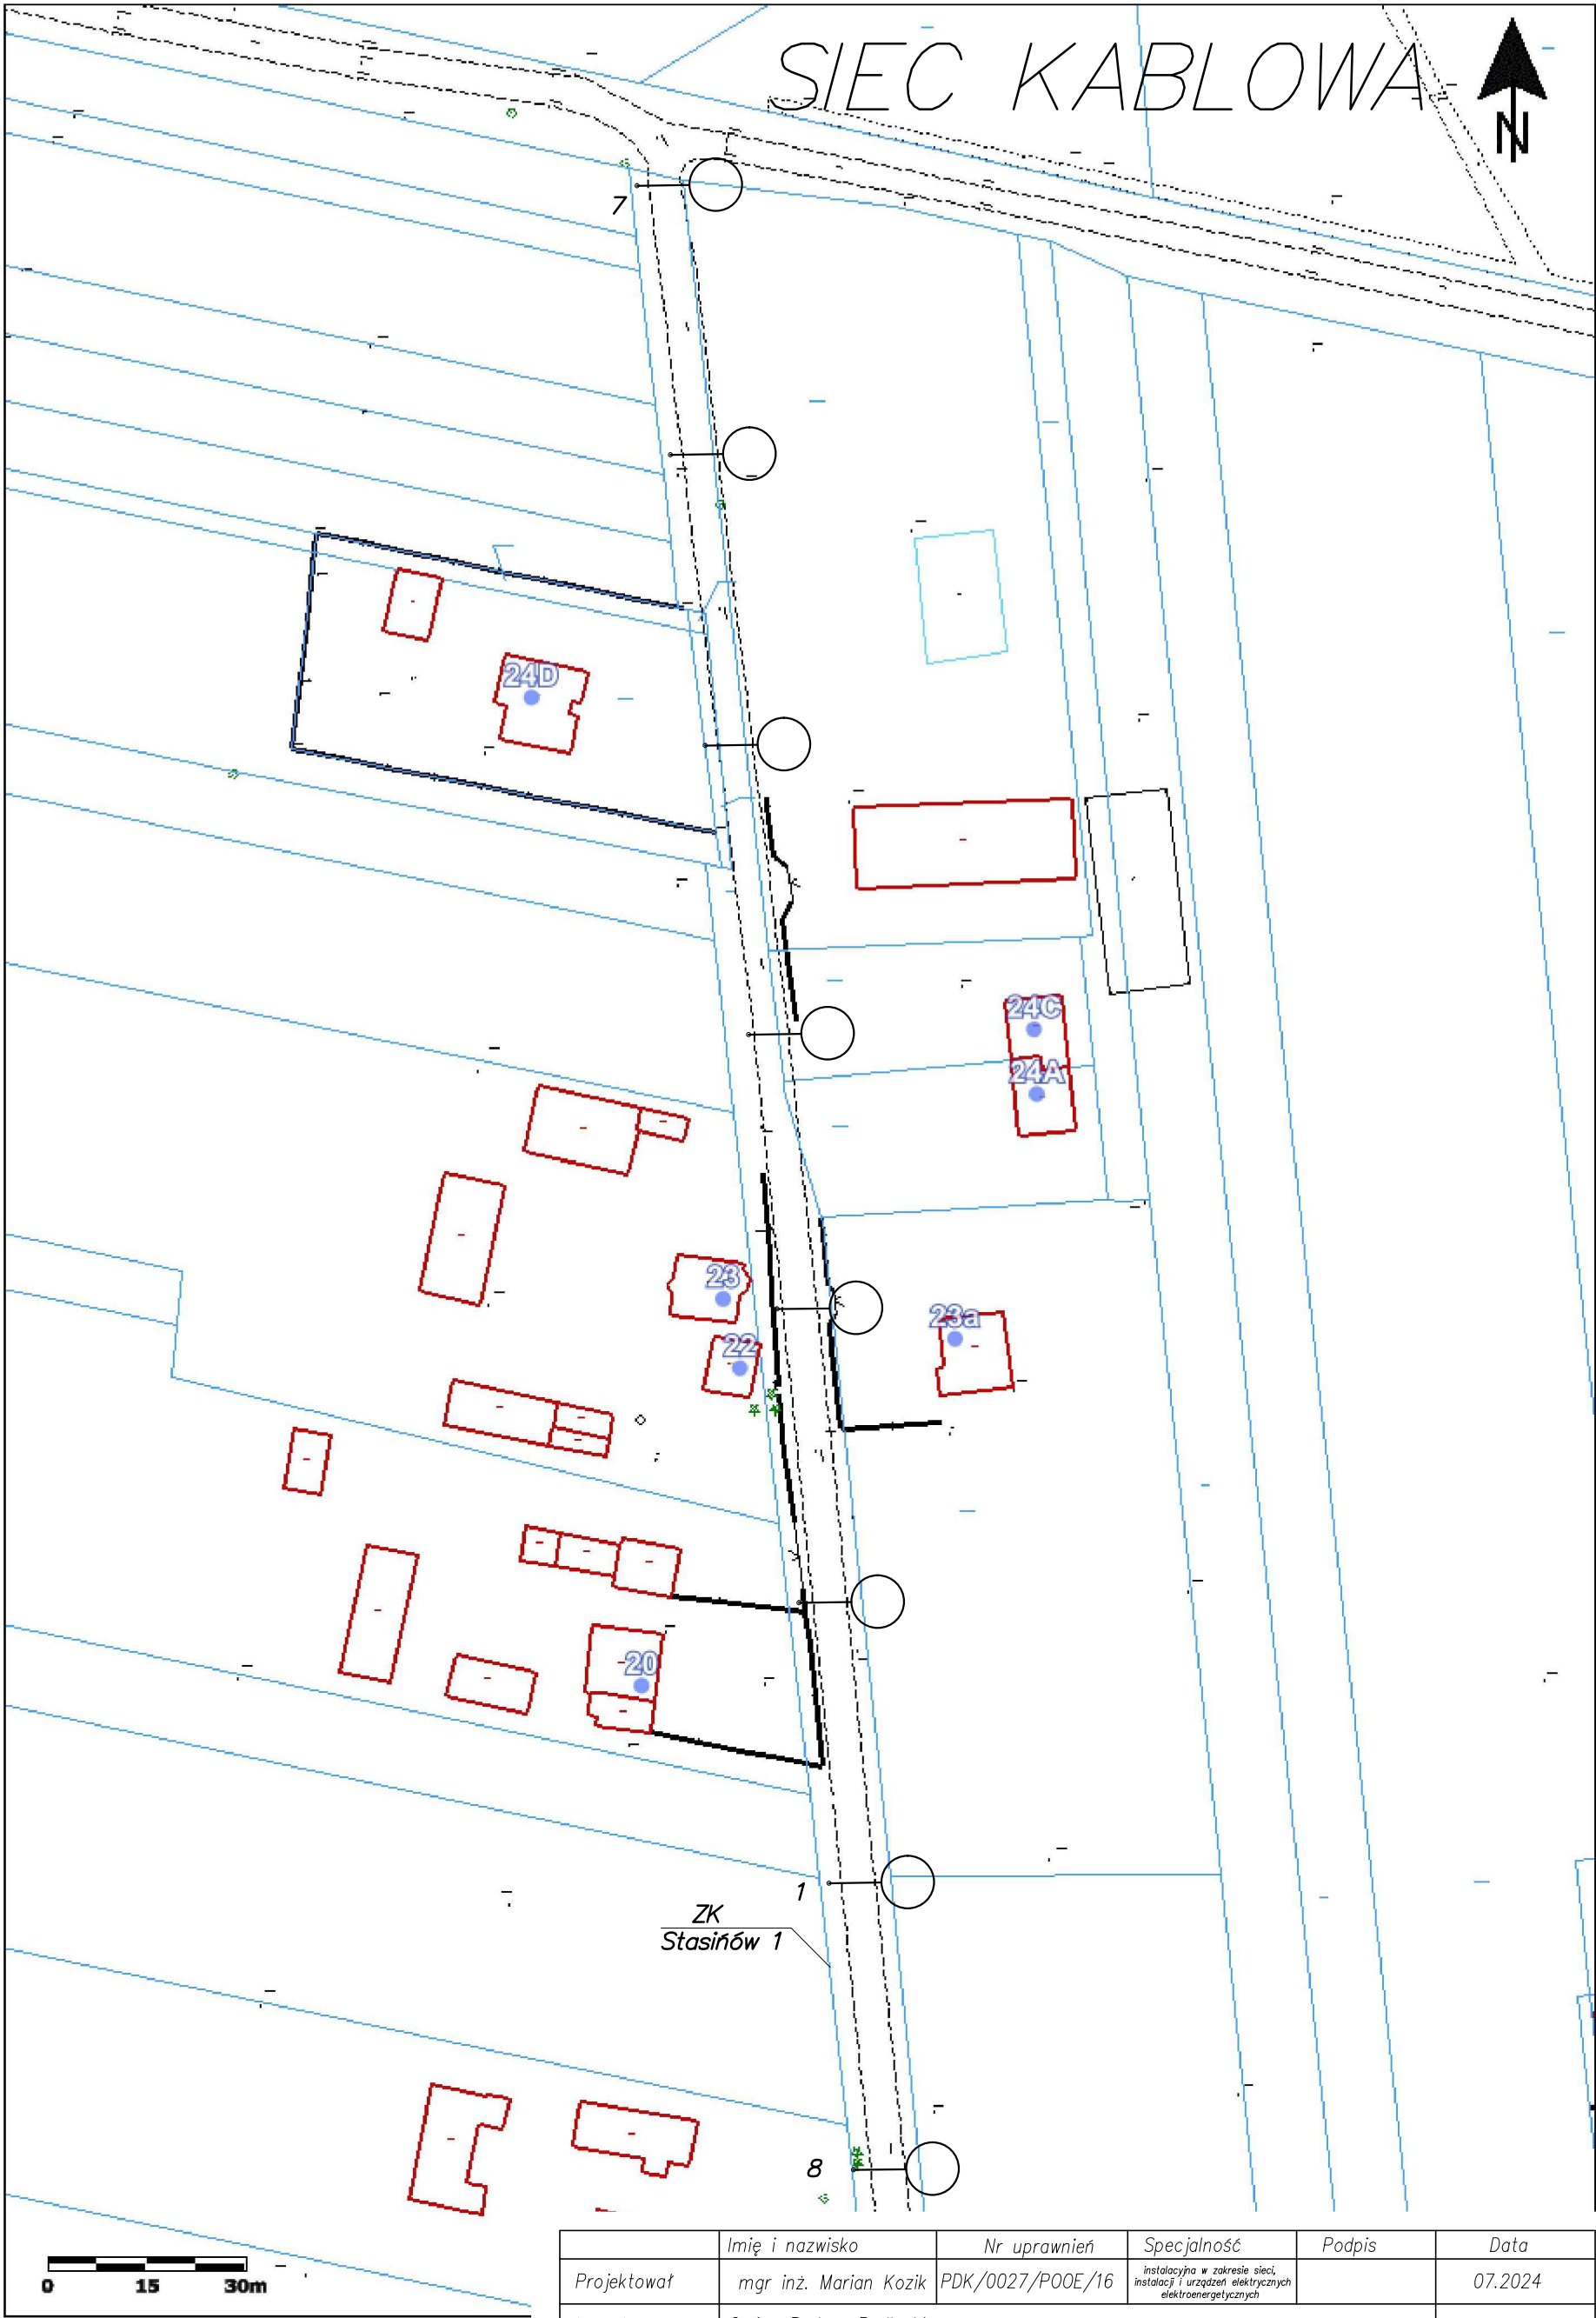 SIEC KABLOWA
N
7
24D
24C
24A
23
23a
22
20
1
ZK
Stasińów 1
8
0 15 30m
Imię i nazwisko Nr uprawnień Specjalność Podpis Data
Projektował mgr inż. Marian Kozik PDK/0027/POOE/16 instalacyjna w zakresie sieci, 07.2024
instalacji i urządzeń elektrycznych
elektroenergetycznych